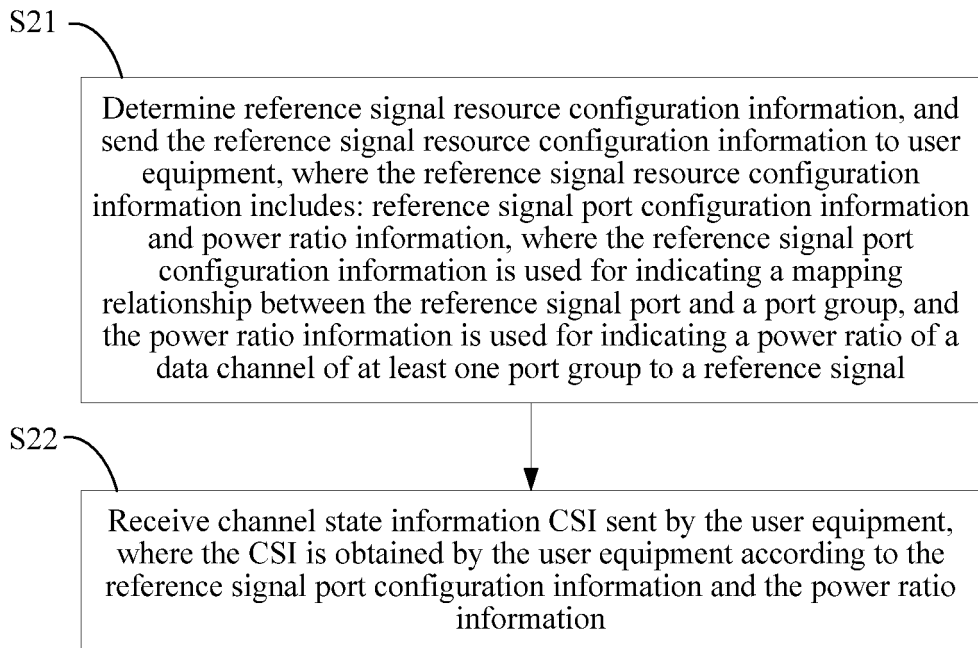 S21
Determine reference signal resource configuration information, and
send the reference signal resource configuration information to user
equipment, where the reference signal resource configuration
information includes: reference signal port configuration information
and power ratio information, where the reference signal port
configuration information is used for indicating a mapping
relationship between the reference signal port and a port group, and
the power ratio information is used for indicating a power ratio of a
data channel of at least one port group to a reference signal
S22
Receive channel state information CSI sent by the user equipment,
where the CSI is obtained by the user equipment according to the
reference signal port configuration information and the power ratio
information